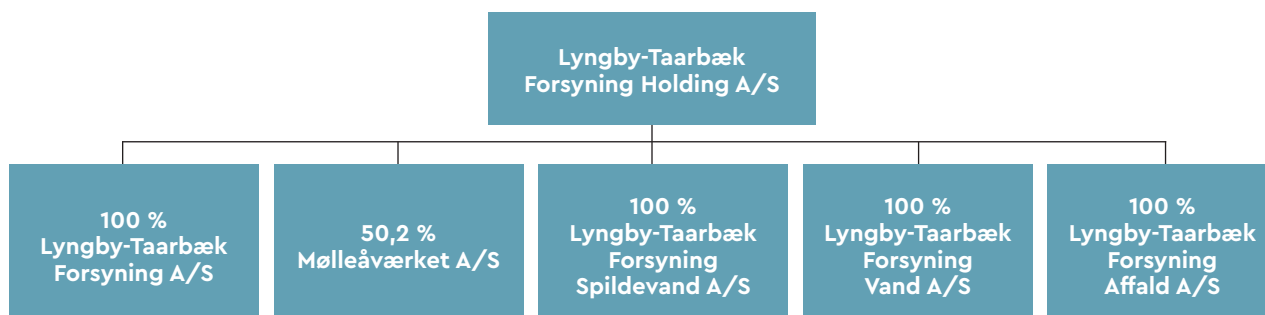 Lyngby-Taarbæk
Forsyning Holding A/S
100 %
Lyngby-Taarbæk
Forsyning A/S
50,2 %
Mølleåværket A/S
100 %
Lyngby-Taarbæk
Forsyning
Spildevand A/S
100 %
Lyngby-Taarbæk
Forsyning
Vand A/S
100 %
Lyngby-Taarbæk
Forsyning
Affald A/S